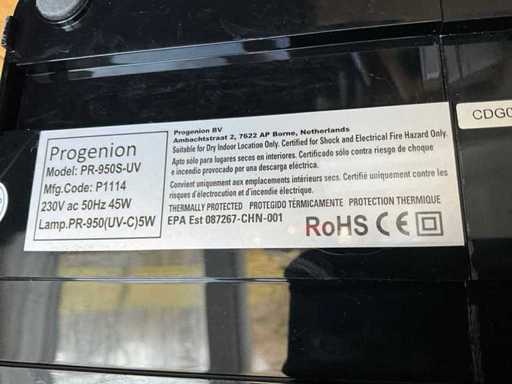 Progenion
Model: PR-950S-UV
Mfg.Code: P1114
230V ac 50Hz 45W
Lamp.PR-950(UV-C)5W
Progenion BV
Ambachtstraat 2, 7622 AP Borne, Netherlands
Suitable for Dry Indoor Location Only. Certified for Shock and Electrical Fire Hazard Only.
Apto sólo para lugares secos en interiores. Certificado sólo contra riesgo de choque
e incendio provocado por una descarga eléctrica.
Convient uniquement aux emplacements intérieurs secs. Certifié uniquement contre les
risques d'électrocution et d'incendie électrique.
THERMALLY PROTECTED PROTEGIDO TÉRMICAMENTE PROTECTION THERMIQUE
EPA Est 087267-CHN-001
RoHS CE